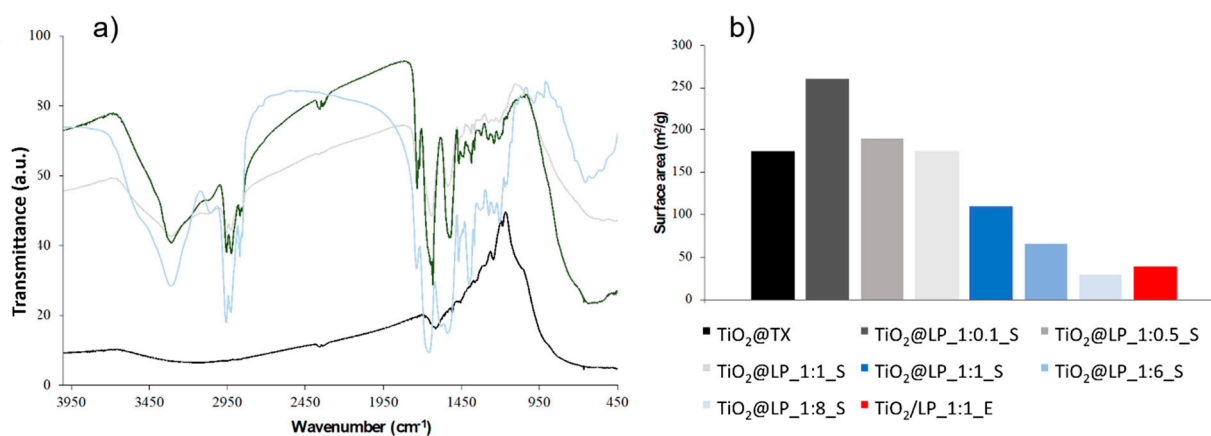 a)
100
80
60
40
20
0
Transmittance (a.u.)
3950 3450 2950 2450 1950 1450 950 450
Wavenumber (cm⁻¹)
b)
300
250
200
150
100
50
0
Surface area (m²/g)
TiO₂@TX TiO₂@LP_1:0.1_S TiO₂@LP_1:0.5_S
TiO₂@LP_1:1_S TiO₂@LP_1:1_S TiO₂@LP_1:6_S
TiO₂@LP_1:8_S TiO₂/LP_1:1_E